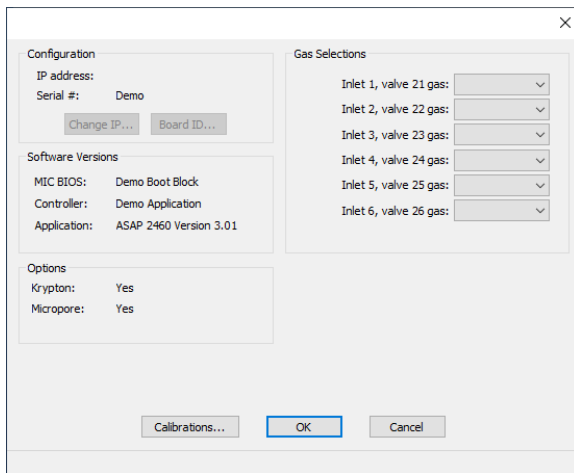 Configuration
IP address:
Serial #: Demo
Change IP... Board ID...
Software Versions
MIC BIOS: Demo Boot Block
Controller: Demo Application
Application: ASAP 2460 Version 3.01
Options
Krypton: Yes
Micropore: Yes
Gas Selections
Inlet 1, valve 21 gas:
Inlet 2, valve 22 gas:
Inlet 3, valve 23 gas:
Inlet 4, valve 24 gas:
Inlet 5, valve 25 gas:
Inlet 6, valve 26 gas:
Calibrations... OK Cancel